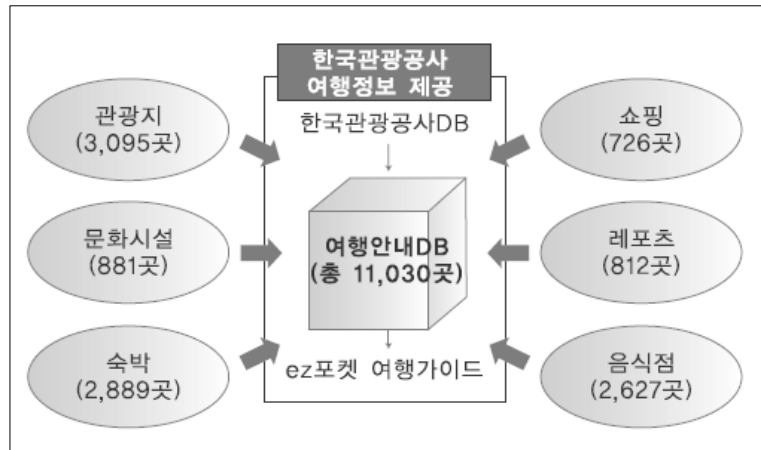 한국관광공사
여행정보 제공
한국관광공사DB
관광지
(3,095곳)
쇼핑
(726곳)
문화시설
(881곳)
여행안내DB
(총 11,030곳)
레포츠
(812곳)
숙박
(2,889곳)
ez포켓 여행가이드
음식점
(2,627곳)